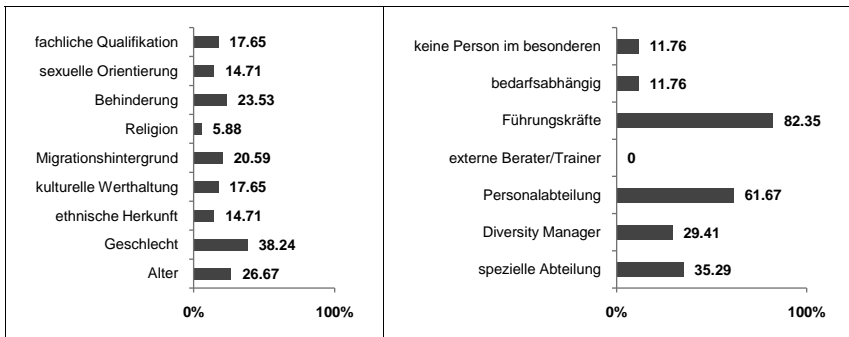 fachliche Qualifikation 17.65
sexuelle Orientierung 14.71
Behinderung 23.53
Religion 5.88
Migrationshintergrund 20.59
kulturelle Werthaltung 17.65
ethnische Herkunft 14.71
Geschlecht 38.24
Alter 26.67
0% 100%
keine Person im besonderen 11.76
bedarfsabhängig 11.76
Führungskräfte 82.35
externe Berater/Trainer 0
Personalabteilung 61.67
Diversity Manager 29.41
spezielle Abteilung 35.29
0% 100%